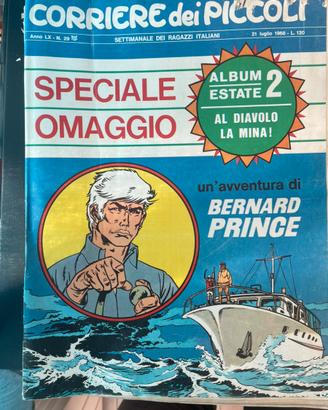 CORRIERE dei PICCOLI
Anno LX - N. 29
SETTIMANALE DEI RAGAZZI ITALIANI
21 luglio 1968 - L. 130
SPECIALE
OMAGGIO
ALBUM
ESTATE 2
AL DIAVOLO
LA MINA!
un'avventura di
BERNARD
PRINCE